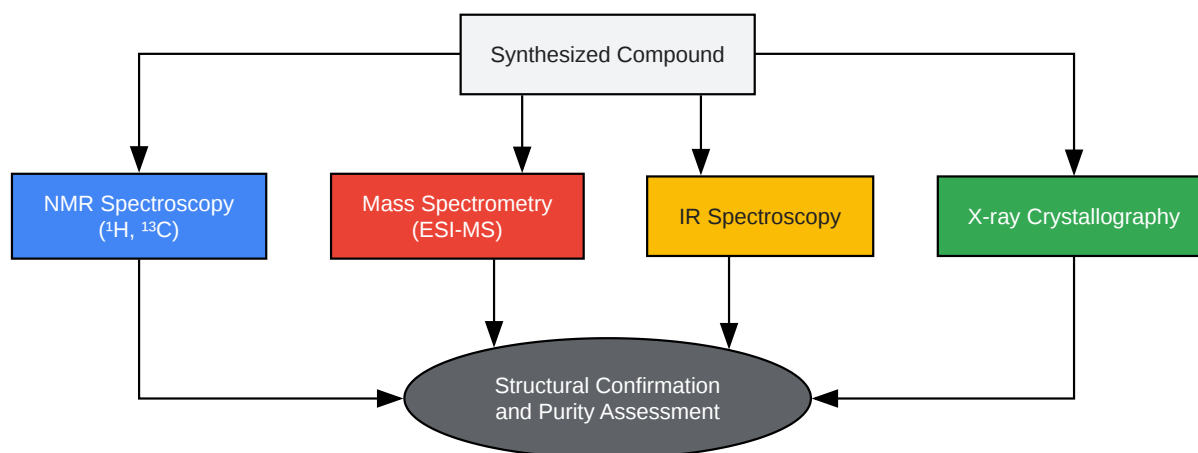 Synthesized Compound
NMR Spectroscopy
(¹H, ¹³C)
Mass Spectrometry
(ESI-MS)
IR Spectroscopy
X-ray Crystallography
Structural Confirmation
and Purity Assessment